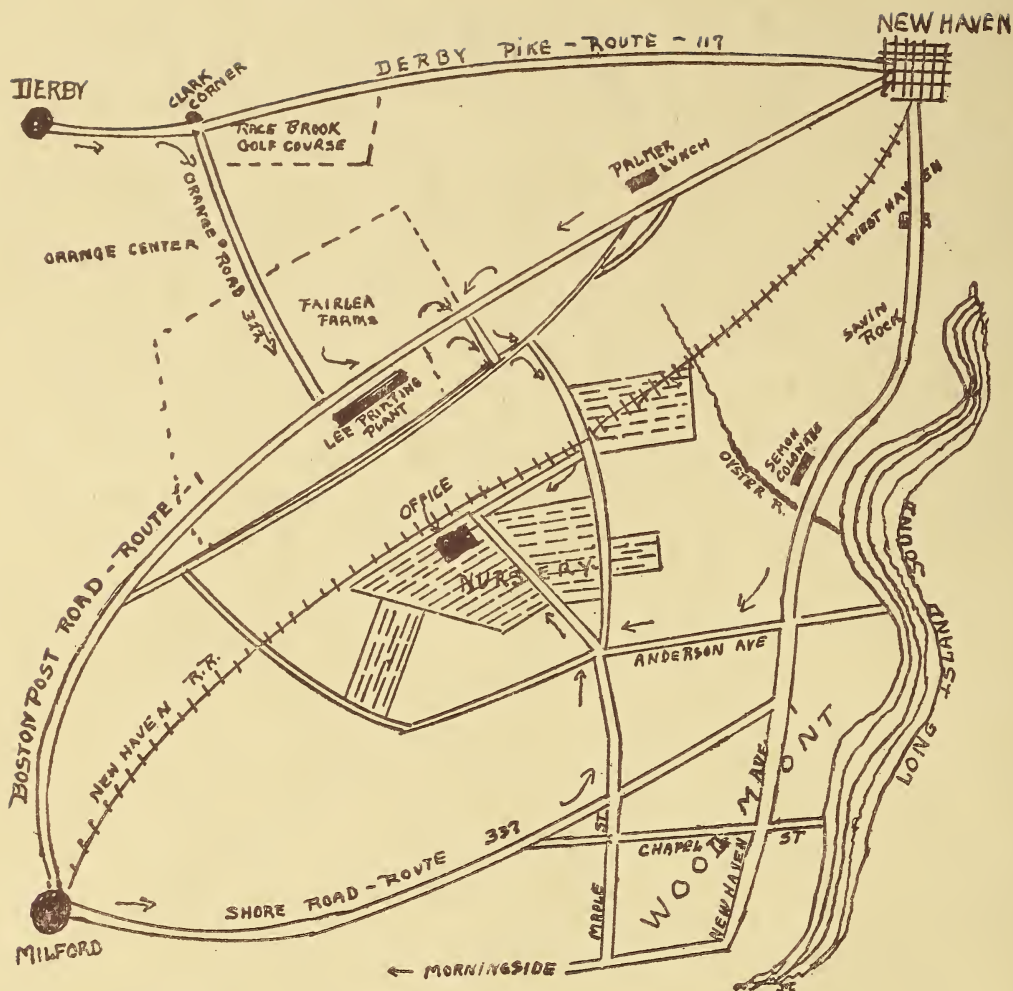 NEW HAVEN
DERBY PIKE - ROUTE - 117
DERBY
CLARK
CORNER
RACE BROOK
GOLF COURSE
PALMER
LUNCH
ORANGE CENTER
ORANGE ROAD
WEST HAVEN
FAIRLEA
FARMS
SAVIN
ROCK
LEE PRINTING
PLANT
SEMON
COLONADE
OYSTER R.
OFFICE
BOSTON POST ROAD - ROUTE 1-1
NURSERY
LONG ISLAND SOUND
ANDERSON AVE
NEW HAVEN R.R.
WOODMONT
NEW HAVEN AVE
SHORE ROAD - ROUTE 337
CHAPEL ST
MAPLE ST
MILFORD
MORNINGSIDE